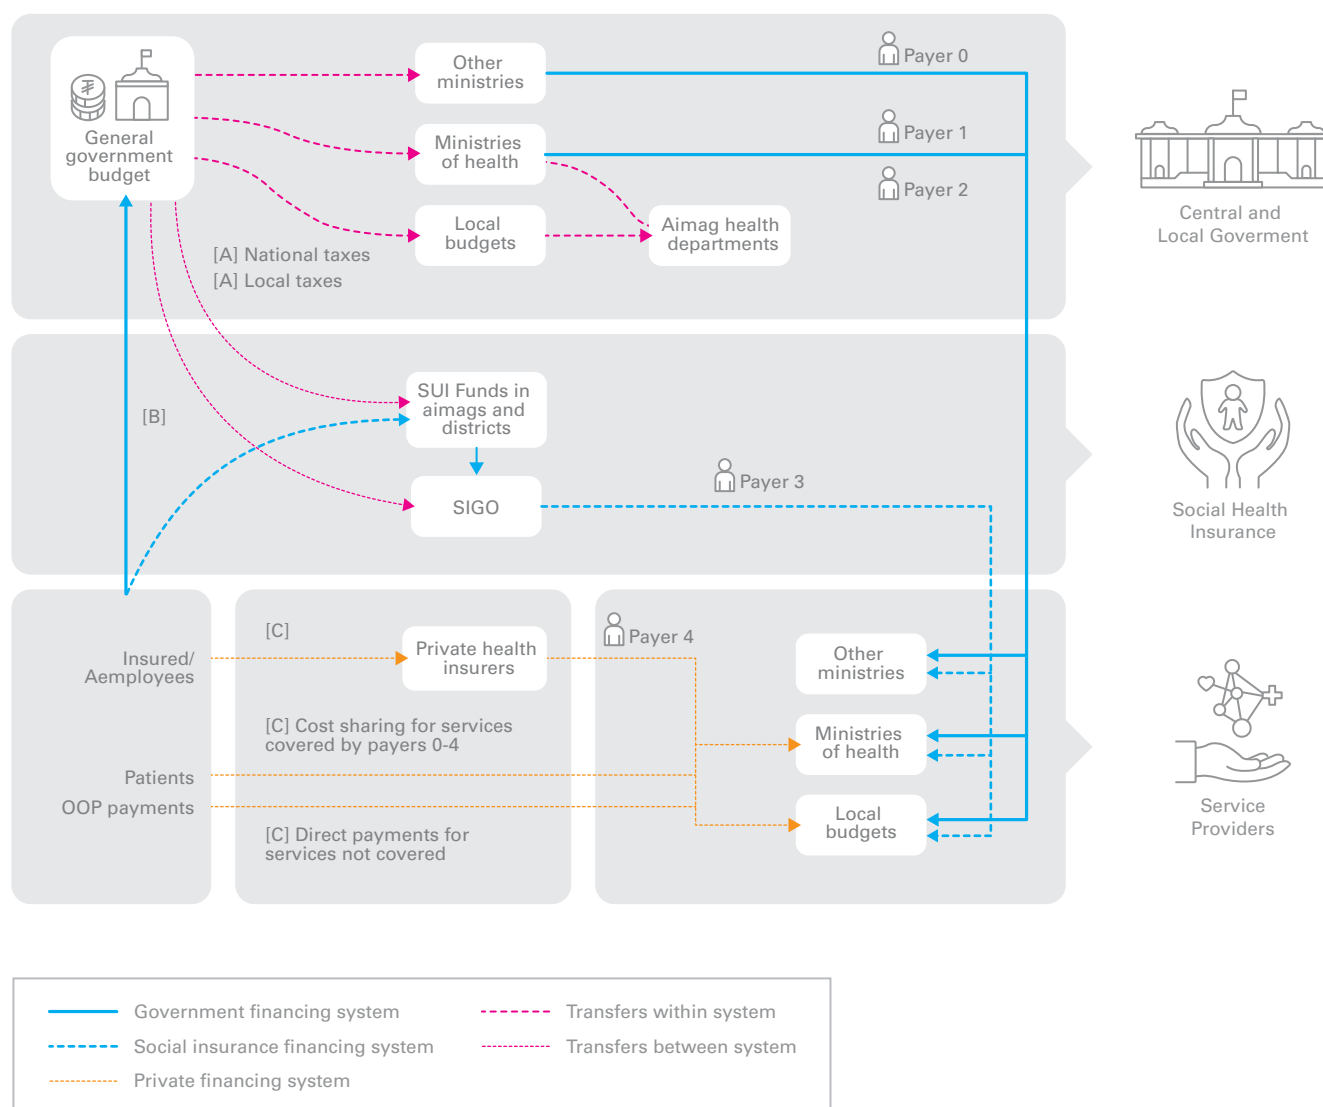 General
government
budget
Other
ministries
Payer 0
Ministries
of health
Payer 1
Payer 2
Local
budgets
Aimag health
departments
[A] National taxes
[A] Local taxes
Central and
Local Goverment
[B]
SUI Funds in
aimags and
districts
SIGO
Payer 3
Social Health
Insurance
Insured/
Aemployees
Patients
OOP payments
[C]
Private health
insurers
[C] Cost sharing for services
covered by payers 0-4
[C] Direct payments for
services not covered
Payer 4
Other
ministries
Ministries
of health
Local
budgets
Service
Providers
Government financing system
Social insurance financing system
Private financing system
Transfers within system
Transfers between system